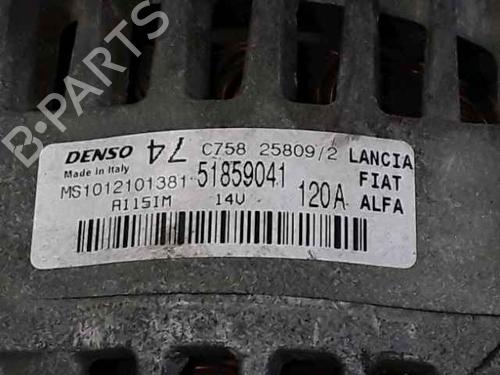 B-PARTS
DENSO 74 C758 25809/2 LANCIA
Made in Italy
MS1012101381 51859041 120A FIAT
A115IM 14V ALFA